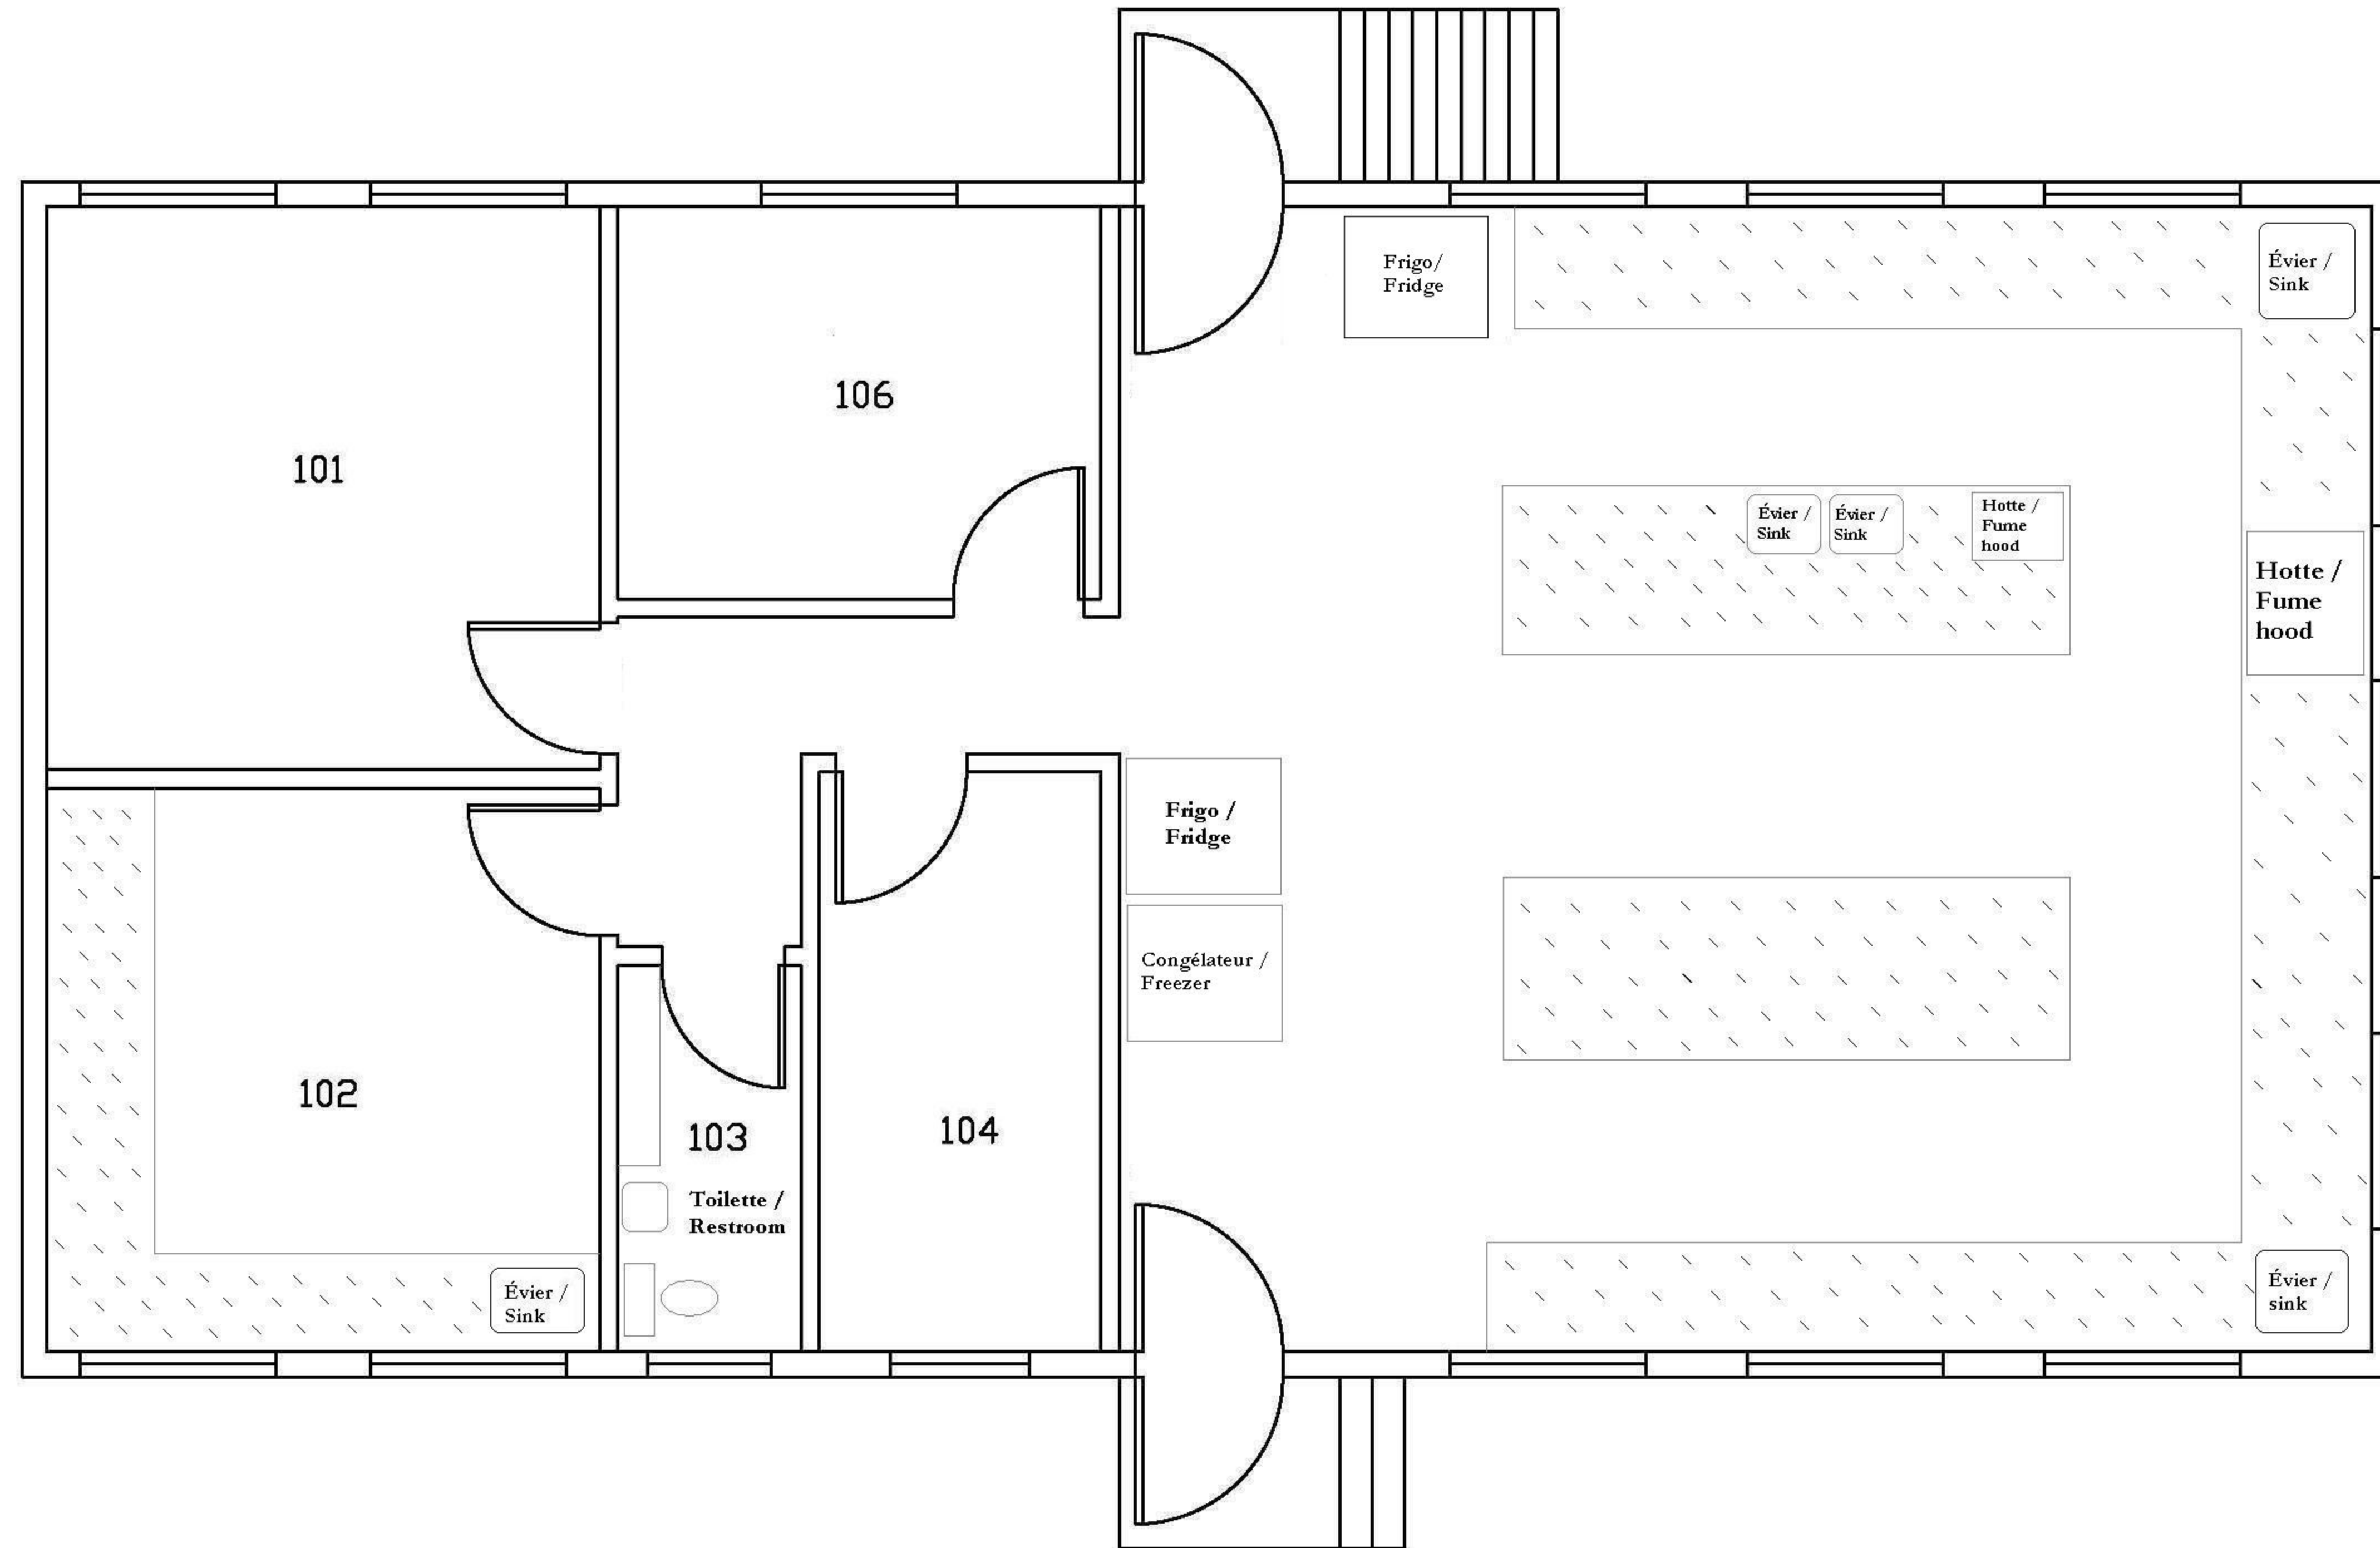 Frigo/
Fridge
Évier /
Sink
106
101
Évier /
Sink
Évier /
Sink
Hotte /
Fume
hood
Hotte /
Fume
hood
Frigo /
Fridge
Congélateur /
Freezer
102
103
104
Toilette /
Restroom
Évier /
Sink
Évier /
sink